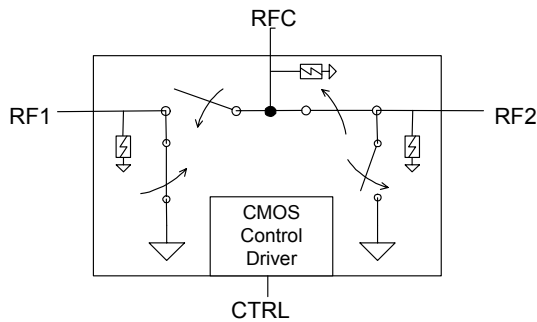 RFC
RF1
RF2
CMOS
Control
Driver
CTRL